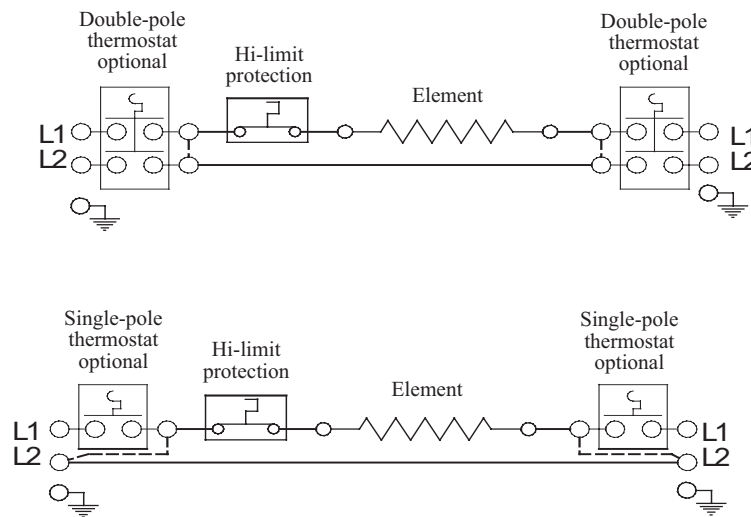 Double-pole
thermostat
optional
Hi-limit
protection
Element
Double-pole
thermostat
optional
L1
L2
L1
L2
Single-pole
thermostat
optional
Hi-limit
protection
Element
Single-pole
thermostat
optional
L1
L2
L1
L2